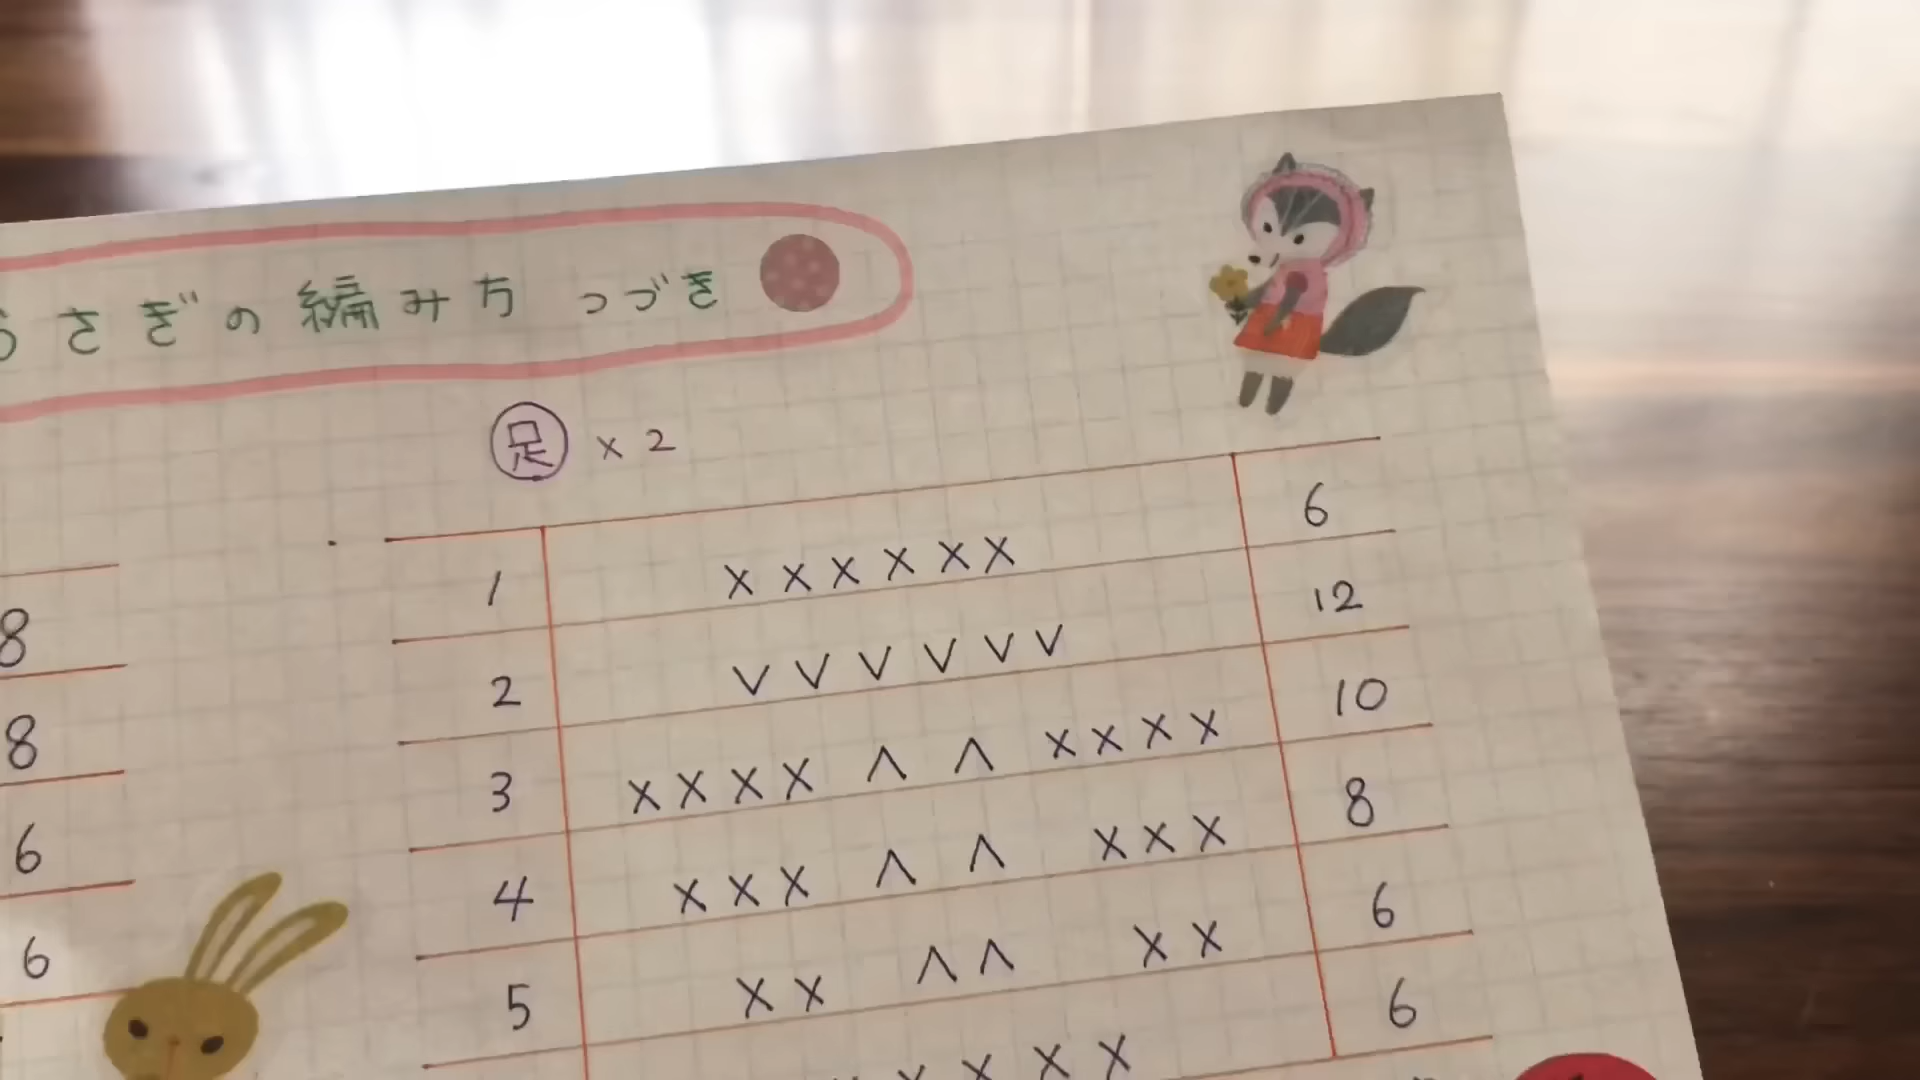 うさぎの編み方 つづき
足 × 2
1 × × × × × × 6
2 V V V V V V 12
3 × × × × Λ Λ × × × × 10
4 × × × Λ Λ × × × 8
5 × × Λ Λ × × 6
× × × × 6
8
8
6
6